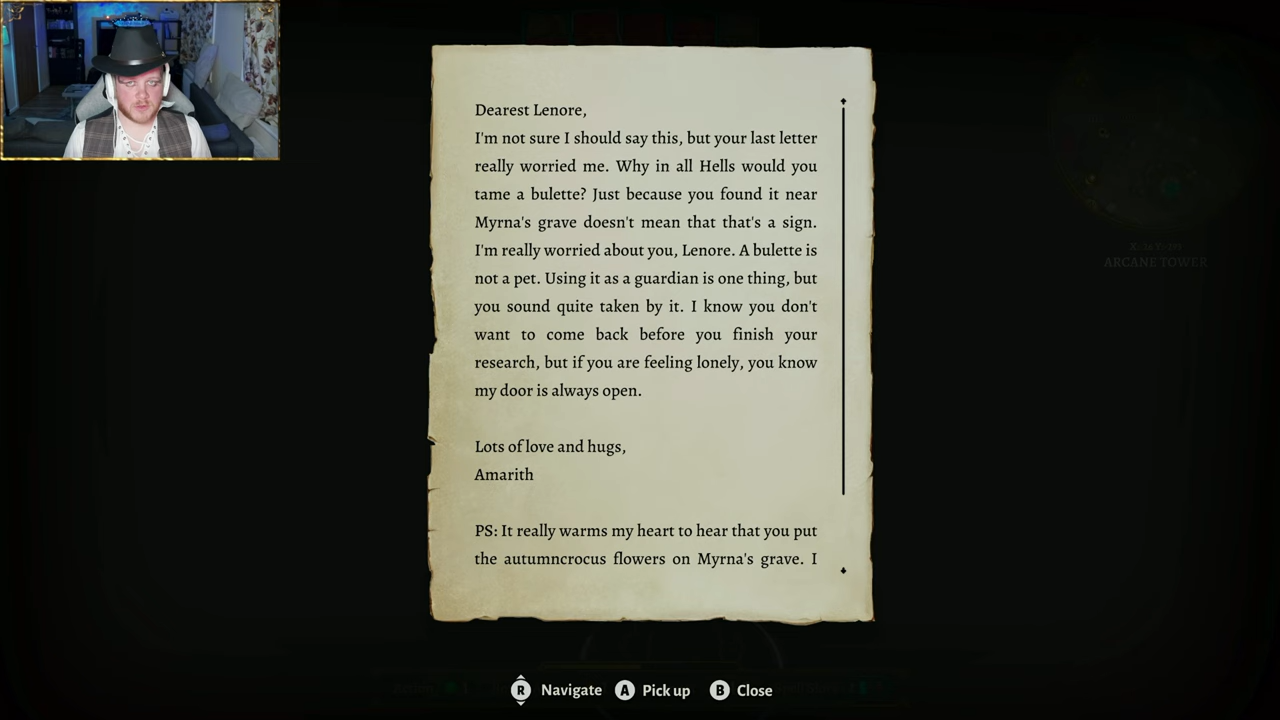 Dearest Lenore,
I'm not sure I should say this, but your last letter
really worried me. Why in all Hells would you
tame a bulette? Just because you found it near
Myrna's grave doesn't mean that that's a sign.
I'm really worried about you, Lenore. A bulette is
not a pet. Using it as a guardian is one thing, but
you sound quite taken by it. I know you don't
want to come back before you finish your
research, but if you are feeling lonely, you know
my door is always open.
Lots of love and hugs,
Amarith
PS: It really warms my heart to hear that you put
the autumncrocus flowers on Myrna's grave. I
ARCANE TOWER
R Navigate A Pick up B Close